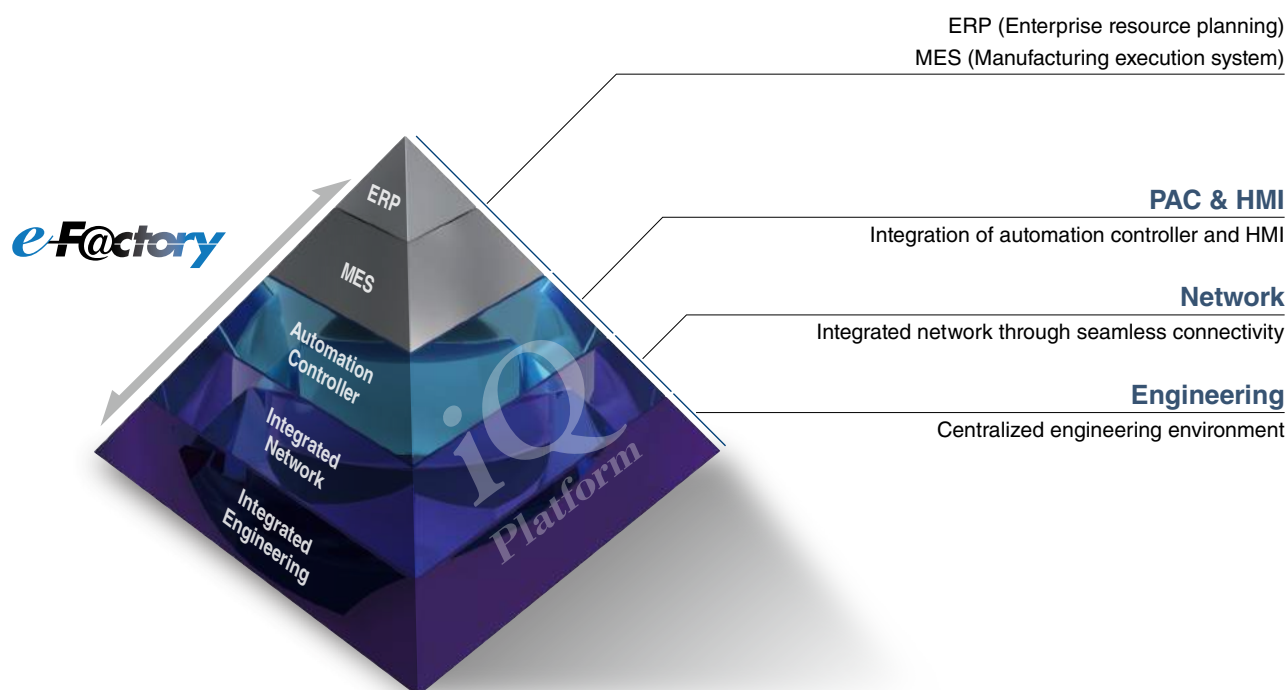 ERP (Enterprise resource planning)
MES (Manufacturing execution system)
PAC & HMI
Integration of automation controller and HMI
Network
Integrated network through seamless connectivity
Engineering
Centralized engineering environment
e-F@ctory
ERP
MES
Automation
Controller
Integrated
Network
Integrated
Engineering
iQ
Platform